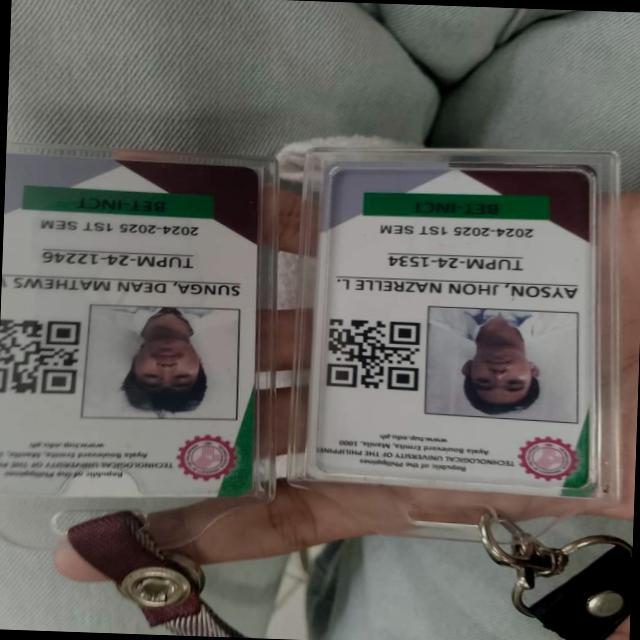 Republic of the Philippines
TECHNOLOGICAL UNIVERSITY OF THE
Ayala Boulevard Ermita, Manila,
www.tup.edu.ph
SUNGA, DEAN MATHEWS
TUPM-24-12246
2024-2025 1ST SEM
BET-INCT
Republic of the Philippines
TECHNOLOGICAL UNIVERSITY OF THE PHILIPPINES
Ayala Boulevard Ermita, Manila, 1000
www.tup.edu.ph
AYSON, JHON NAZRELLE L.
TUPM-24-1534
2024-2025 1ST SEM
BET-INCT